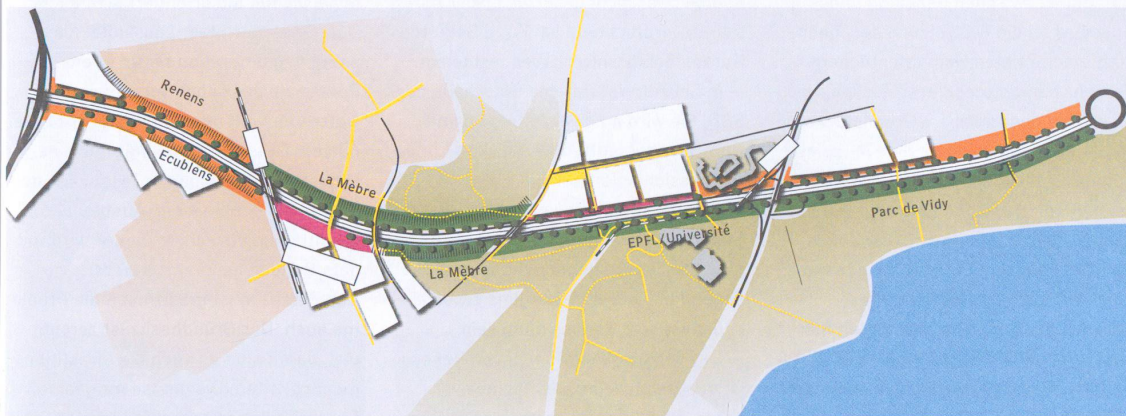 Renens
Ecublens
La Mèbre
La Mèbre
EPFL/Université
Parc de Vidy